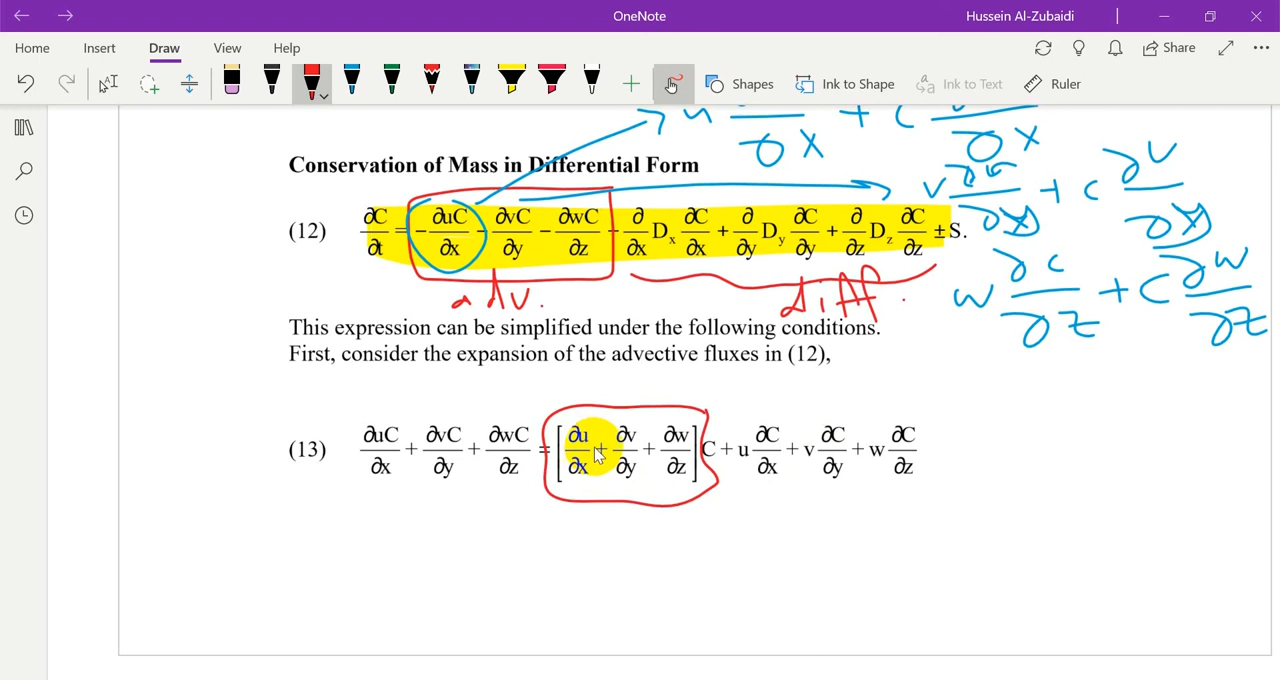 OneNote
Hussein Al-Zubaidi
Home Insert Draw View Help
Share
Shapes Ink to Shape Ink to Text Ruler
∂x + ∂x
Conservation of Mass in Differential Form
+ c ∂v
(12) ∂C/∂t = - ∂uC/∂x - ∂vC/∂y - ∂wC/∂z + ∂/∂x Dx ∂C/∂x + ∂/∂y Dy ∂C/∂y + ∂/∂z Dz ∂C/∂z ± S.
w ∂c/∂z + C ∂w/∂z
adv. diff.
This expression can be simplified under the following conditions.
First, consider the expansion of the advective fluxes in (12),
(13) ∂uC/∂x + ∂vC/∂y + ∂wC/∂z = [∂u/∂x + ∂v/∂y + ∂w/∂z] C + u ∂C/∂x + v ∂C/∂y + w ∂C/∂z